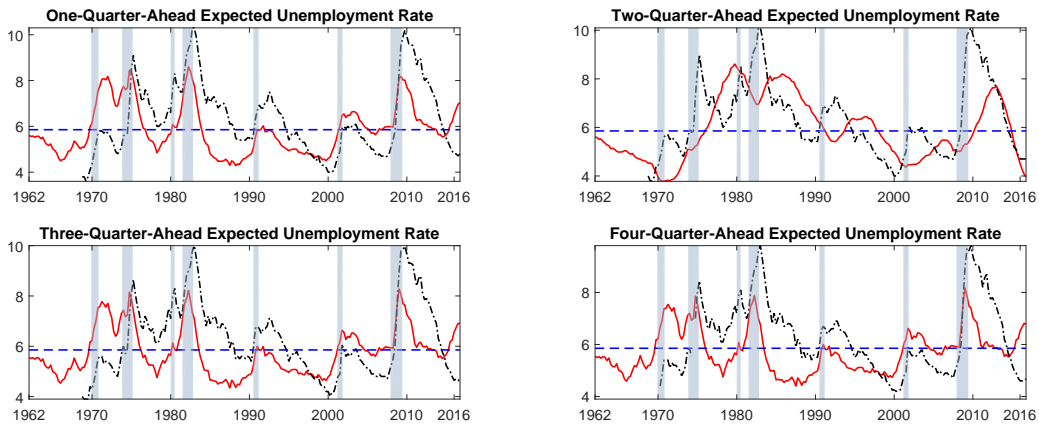 One-Quarter-Ahead Expected Unemployment Rate
10
8
6
4
1962 1970 1980 1990 2000 2010 2016
Two-Quarter-Ahead Expected Unemployment Rate
10
8
6
4
1962 1970 1980 1990 2000 2010 2016
Three-Quarter-Ahead Expected Unemployment Rate
10
8
6
4
1962 1970 1980 1990 2000 2010 2016
Four-Quarter-Ahead Expected Unemployment Rate
8
6
4
1962 1970 1980 1990 2000 2010 2016